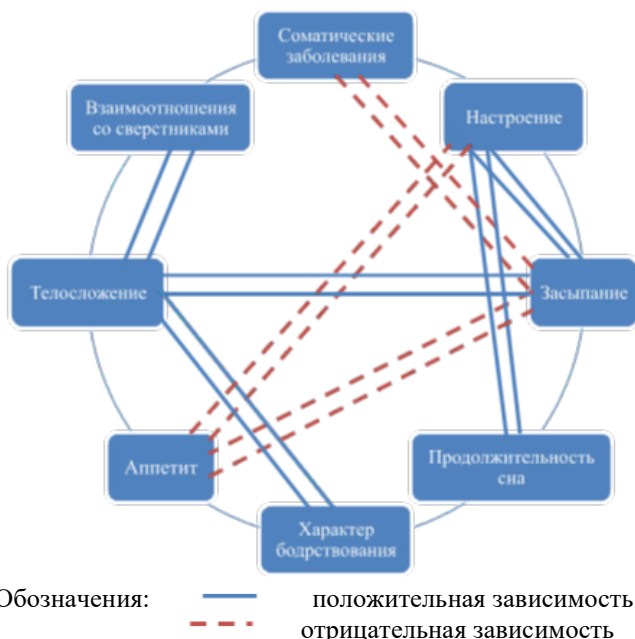 Соматические
заболевания
Взаимоотношения
со сверстниками
Настроение
Телосложение
Засыпание
Аппетит
Продолжительность
сна
Характер
бодрствования
Обозначения:
положительная зависимость
отрицательная зависимость